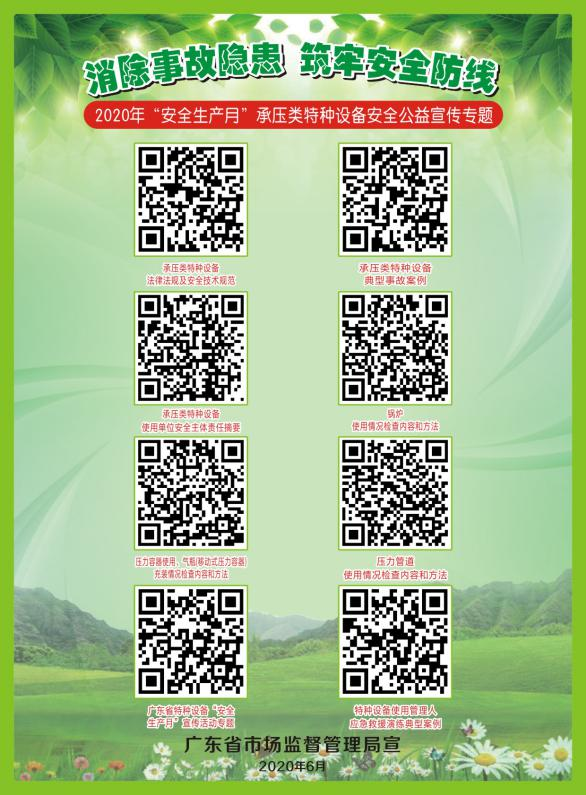 消除事故隐患 筑牢安全防线
2020年“安全生产月”承压类特种设备安全公益宣传专题
承压类特种设备
法律法规及安全技术规范
承压类特种设备
典型事故案例
承压类特种设备
使用单位安全主体责任摘要
锅炉
使用情况检查内容和方法
压力容器使用、气瓶(移动式压力容器)
充装情况检查内容和方法
压力管道
使用情况检查内容和方法
广东省特种设备“安全
生产月”宣传活动专题
特种设备使用管理人
应急救援演练典型案例
广东省市场监督管理局宣
2020年6月